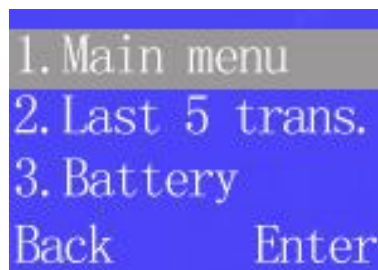 1. Main menu
2. Last 5 trans.
3. Battery
Back Enter